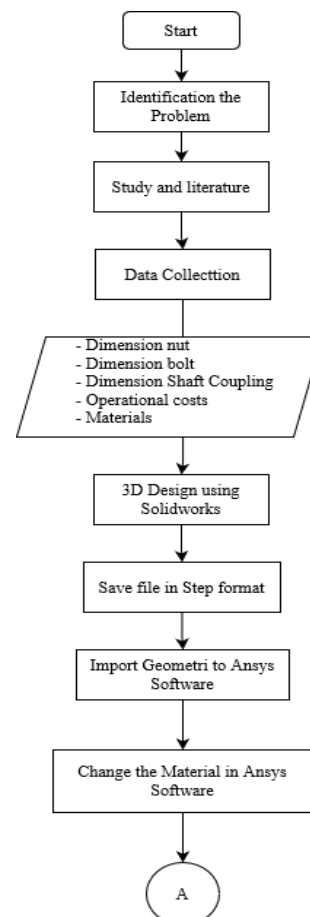 Start
Identification the
Problem
Study and literature
Data Collecttion
- Dimension nut
- Dimension bolt
- Dimension Shaft Coupling
- Operational costs
- Materials
3D Design using
Solidworks
Save file in Step format
Import Geometri to Ansys
Software
Change the Material in Ansys
Software
A